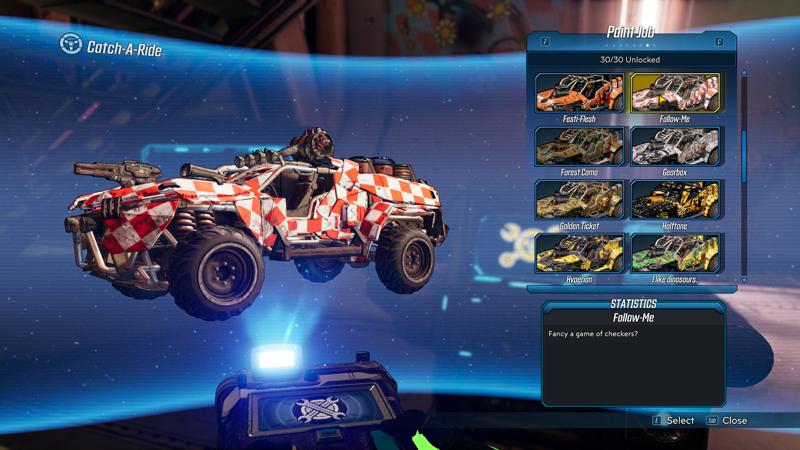 Catch-A-Ride
Paint Job
Z
C
30/30 Unlocked
Festi-Flesh
Follow-Me
Forest Camo
Gearbox
Golden Ticket
Halftone
Hyperion
I like dinosaurs.
STATISTICS
Follow-Me
Fancy a game of checkers?
E Select
Tab Close